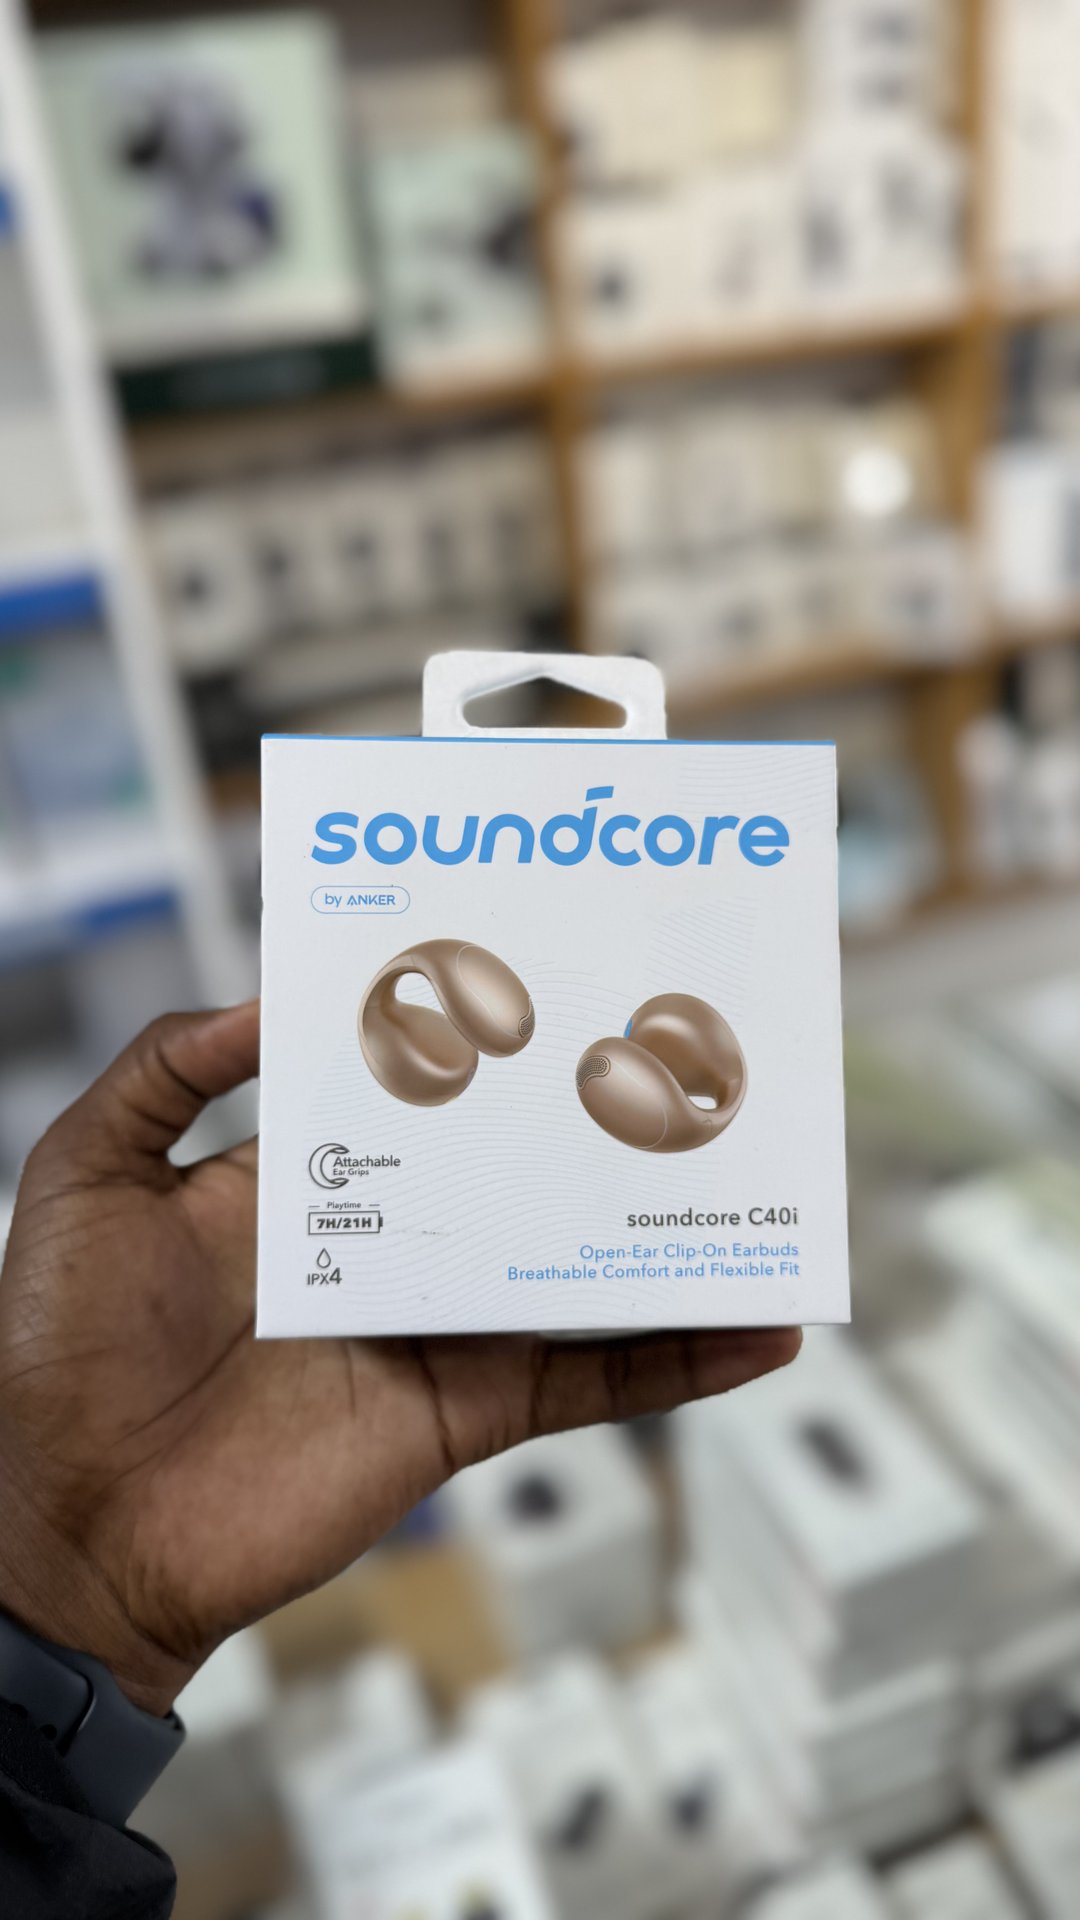 soundcore
by ANKER
Attachable
Ear Grips
Playtime
7H/21H
IPX4
soundcore C40i
Open-Ear Clip-On Earbuds
Breathable Comfort and Flexible Fit